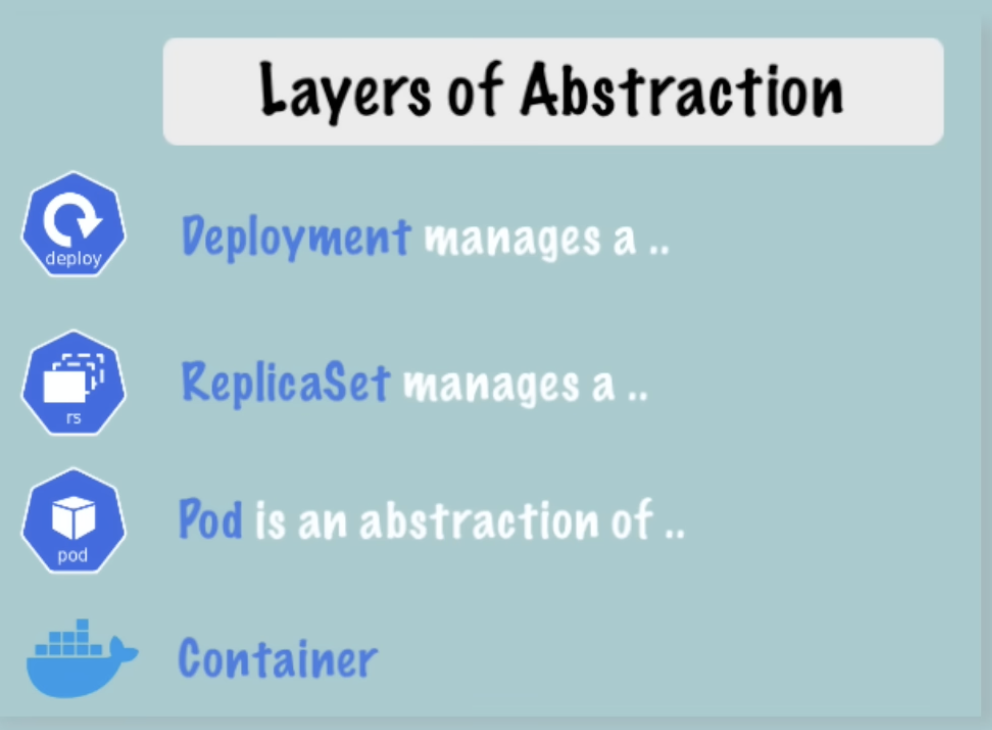 Layers of Abstraction
deploy
Deployment manages a ..
rs
ReplicaSet manages a ..
pod
Pod is an abstraction of ..
Container